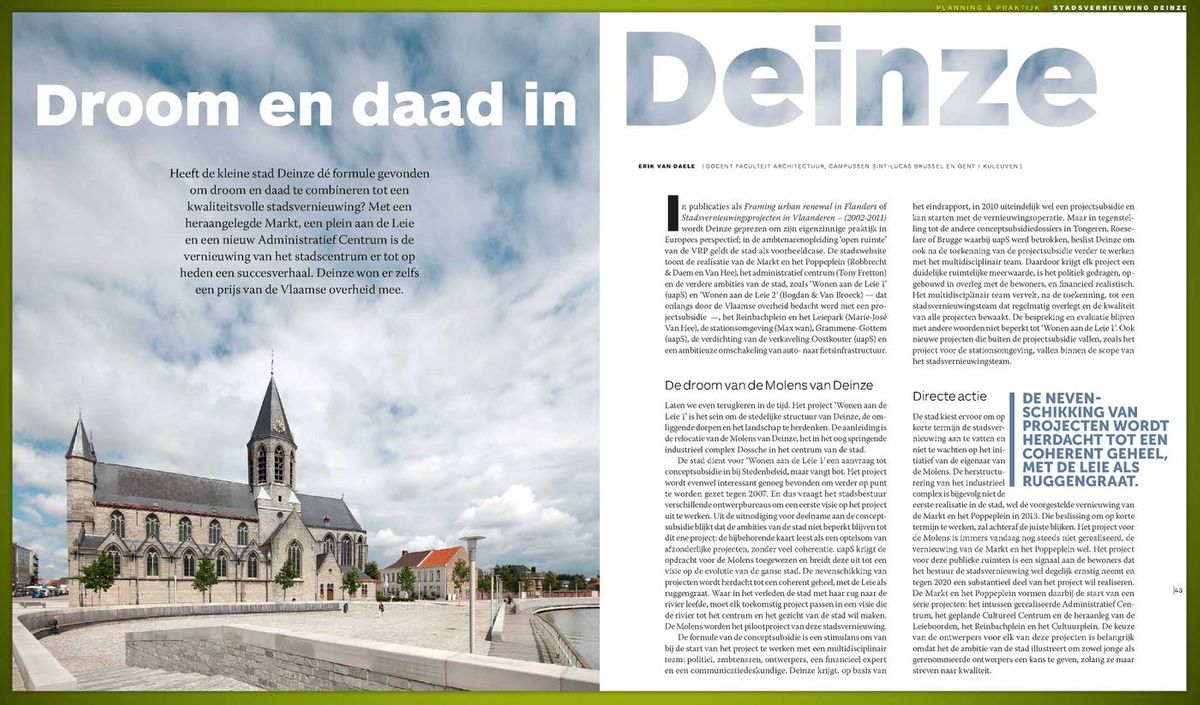 PLANNING & PRAKTIJK | STADSVERNIEUWING DEINZE
Droom en daad in
Deinze
Heeft de kleine stad Deinze dé formule gevonden
om droom en daad te combineren tot een
kwaliteitsvolle stadsvernieuwing? Met een
heraangelegde Markt, een plein aan de Leie
en een nieuw Administratief Centrum is de
vernieuwing van het stadscentrum er tot op
heden een succesverhaal. Deinze won er zelfs
een prijs van de Vlaamse overheid mee.
ERIK VAN DAELE [ DOCENT FACULTEIT ARCHITECTUUR, CAMPUSSEN SINT-LUCAS BRUSSEL EN GENT / KULEUVEN ]
In publicaties als Framing urban renewal in Flanders of
Stadsvernieuwingsprojecten in Vlaanderen – (2002-2011)
wordt Deinze geprezen om zijn eigenzinnige praktijk in
Europees perspectief; in de ambtenarenopleiding 'open ruimte'
van de VRP geldt de stad als voorbeeldcase. De stadswebsite
toont de realisatie van de Markt en het Poppeplein (Robbrecht
& Daem en Van Hee), het administratief centrum (Tony Fretton)
en de verdere ambities van de stad, zoals 'Wonen aan de Leie 1'
(uapS) en 'Wonen aan de Leie 2' (Bogdan & Van Broeck) — dat
onlangs door de Vlaamse overheid bedacht werd met een pro-
jectsubsidie —, het Reinbachplein en het Leiepark (Marie-José
Van Hee), de stationsomgeving (Max wan), Grammene-Gottem
(uapS), de verdichting van de verkaveling Oostkouter (uapS) en
een ambitieuze omschakeling van auto- naar fietsinfrastructuur.
De droom van de Molens van Deinze
Laten we even terugkeren in de tijd. Het project 'Wonen aan de
Leie 1' is het sein om de stedelijke structuur van Deinze, de om-
liggende dorpen en het landschap te herdenken. De aanleiding is
de relocatie van de Molens van Deinze, het in het oog springende
industrieel complex Dossche in het centrum van de stad.
De stad dient voor 'Wonen aan de Leie 1' een aanvraag tot
conceptsubsidie in bij Stedenbeleid, maar vangt bot. Het project
wordt evenwel interessant genoeg bevonden om verder op punt
te worden gezet tegen 2007. En dus vraagt het stadsbestuur
verschillende ontwerpbureaus om een eerste visie op het project
uit te werken. Uit de uitnodiging voor deelname aan de concept-
subsidie blijkt dat de ambities van de stad niet beperkt blijven tot
dit ene project: de bijbehorende kaart leest als een optelsom van
afzonderlijke projecten, zonder veel coherentie. uapS krijgt de
opdracht voor de Molens toegewezen en breidt deze uit tot een
visie op de evolutie van de ganse stad. De nevenschikking van
projecten wordt herdacht tot een coherent geheel, met de Leie als
ruggengraat. Waar in het verleden de stad met haar rug naar de
rivier leefde, moet elk toekomstig project passen in een visie die
de rivier tot het centrum en het gezicht van de stad wil maken.
De Molens worden het pilootproject van deze stadsvernieuwing.
De formule van de conceptsubsidie is een stimulans om van
bij de start van het project te werken met een multidisciplinair
team: politici, ambtenaren, ontwerpers, een financieel expert
en een communicatiedeskundige. Deinze krijgt, op basis van
het eindrapport, in 2010 uiteindelijk wel een projectsubsidie en
kan starten met de vernieuwingsoperatie. Maar in tegenstel-
ling tot de andere conceptsubsidiedossiers in Tongeren, Roese-
lare of Brugge waarbij uapS werd betrokken, beslist Deinze om
ook na de toekenning van de projectsubsidie verder te werken
met het multidisciplinair team. Daardoor krijgt elk project een
duidelijke ruimtelijke meerwaarde, is het politiek gedragen, op-
gebouwd in overleg met de bewoners, en financieel realistisch.
Het multidisciplinair team vervelt, na de toekenning, tot een
stadsvernieuwingsteam dat regelmatig overlegt en de kwaliteit
van alle projecten bewaakt. De bespreking en evaluatie blijven
met andere woorden niet beperkt tot 'Wonen aan de Leie 1'. Ook
nieuwe projecten die buiten de projectsubsidie vallen, zoals het
project voor de stationsomgeving, vallen binnen de scope van
het stadsvernieuwingsteam.
Directe actie
De stad kiest ervoor om op
korte termijn de stadsver-
nieuwing aan te vatten en
niet te wachten op het ini-
tiatief van de eigenaar van
de Molens. De herstructu-
rering van het industrieel
complex is bijgevolg niet de
eerste realisatie in de stad, wel de voorgestelde vernieuwing van
de Markt en het Poppeplein in 2013. Die beslissing om op korte
termijn te werken, zal achteraf de juiste blijken. Het project voor
de Molens is immers vandaag nog steeds niet gerealiseerd, de
vernieuwing van de Markt en het Poppeplein wel. Het project
voor deze publieke ruimten is een signaal aan de bewoners dat
het bestuur de stadsvernieuwing wel degelijk ernstig neemt en
tegen 2020 een substantieel deel van het project wil realiseren.
De Markt en het Poppeplein vormen daarbij de start van een
serie projecten: het intussen gerealiseerde Administratief Cen-
trum, het geplande Cultureel Centrum en de heraanleg van de
Leieboorden, het Reinbachplein en het Cultuurplein. De keuze
van de ontwerpers voor elk van deze projecten is belangrijk
omdat het de ambitie van de stad illustreert om zowel jonge als
gerenommeerde ontwerpers een kans te geven, zolang ze maar
streven naar kwaliteit.
DE NEVEN-
SCHIKKING VAN
PROJECTEN WORDT
HERDACHT TOT EEN
COHERENT GEHEEL,
MET DE LEIE ALS
RUGGENGRAAT.
|43